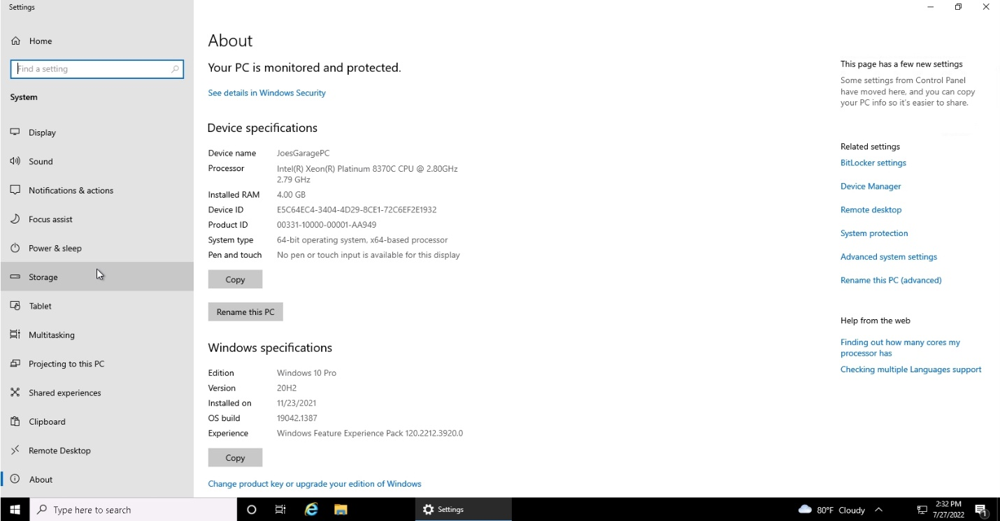 Settings
Home
Find a setting
System
Display
Sound
Notifications & actions
Focus assist
Power & sleep
Storage
Tablet
Multitasking
Projecting to this PC
Shared experiences
Clipboard
Remote Desktop
About
About
Your PC is monitored and protected.
See details in Windows Security
Device specifications
Device name JoesGaragePC
Processor Intel(R) Xeon(R) Platinum 8370C CPU @ 2.80GHz
2.79 GHz
Installed RAM 4.00 GB
Device ID E5C64EC4-3404-4D29-8CE1-72C6EF2E1932
Product ID 00331-10000-00001-AA949
System type 64-bit operating system, x64-based processor
Pen and touch No pen or touch input is available for this display
Copy
Rename this PC
Windows specifications
Edition Windows 10 Pro
Version 20H2
Installed on 11/23/2021
OS build 19042.1387
Experience Windows Feature Experience Pack 120.2212.3920.0
Copy
Change product key or upgrade your edition of Windows
This page has a few new settings
Some settings from Control Panel
have moved here, and you can copy
your PC info so it's easier to share.
Related settings
BitLocker settings
Device Manager
Remote desktop
System protection
Advanced system settings
Rename this PC (advanced)
Help from the web
Finding out how many cores my
processor has
Checking multiple Languages support
Type here to search
Settings
80°F Cloudy
2:32 PM
7/27/2022
1